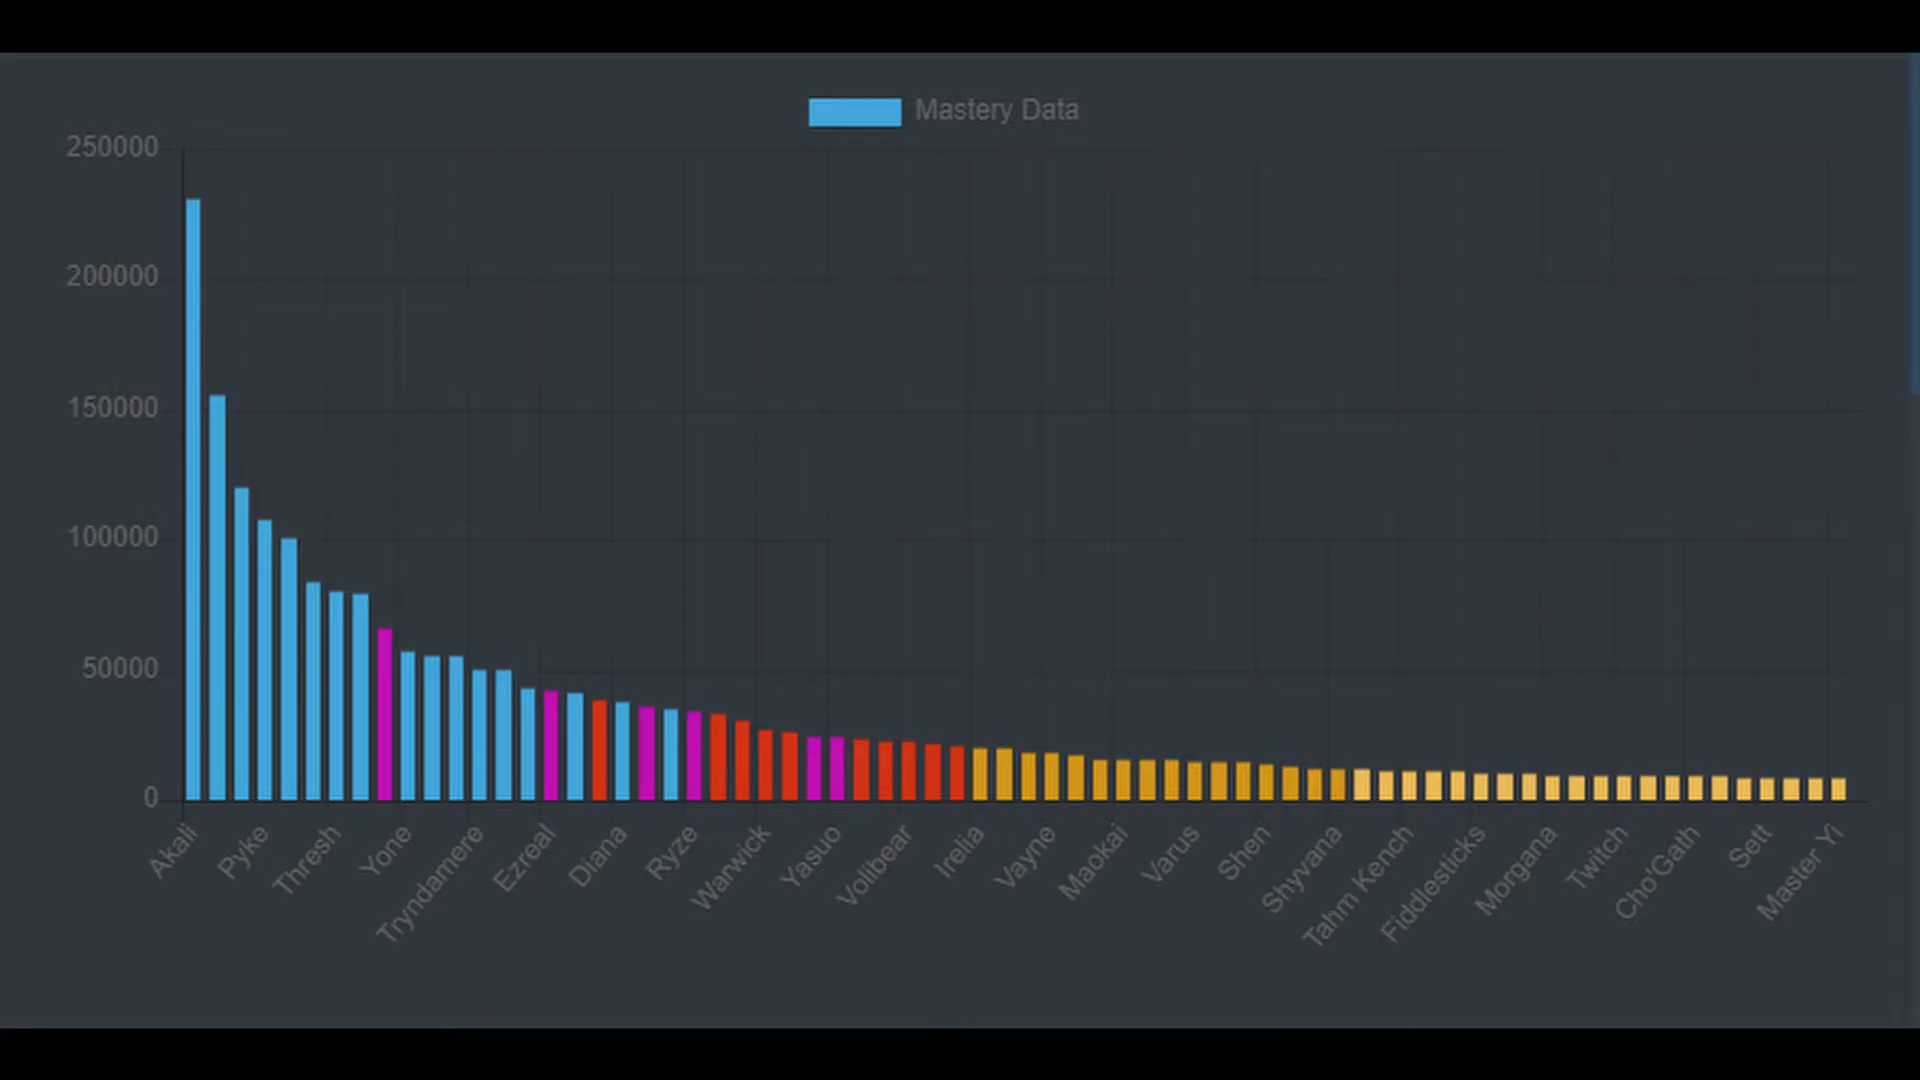 Mastery Data
250000
200000
150000
100000
50000
0
Akali
Pyke
Thresh
Yone
Tryndamere
Ezreal
Diana
Ryze
Warwick
Yasuo
Volibear
Irelia
Vayne
Maokai
Varus
Shen
Shyvana
Tahm Kench
Fiddlesticks
Morgana
Twitch
Cho'Gath
Sett
Master Yi